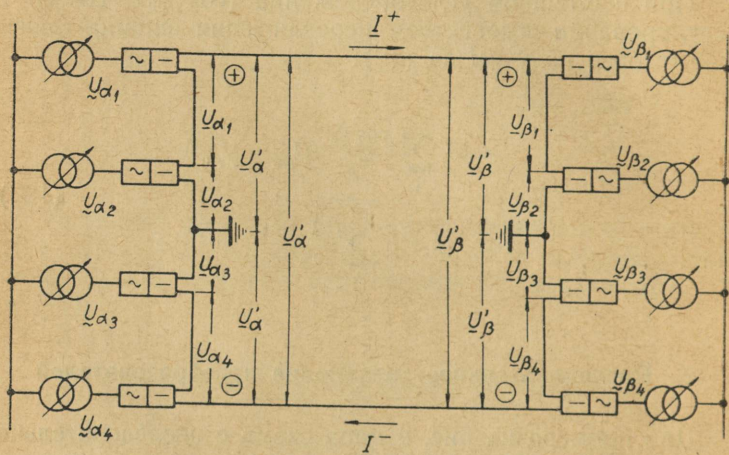 I⁺
U̲α₁
U̲β₁
~ −
− ~
⊕
⊕
U̲α₁
U̲β₁
U̲'α
U̲'β
U̲β₂
~ −
− ~
U̲α₂
U̲α₂
U̲β₂
U̲'α
U̲'β
U̲α₃
U̲β₃
U̲β₃
~ −
− ~
U̲α₃
U̲'α
U̲'β
U̲α₄
U̲β₄
U̲β₄
⊖
⊖
~ −
− ~
U̲α₄
I⁻